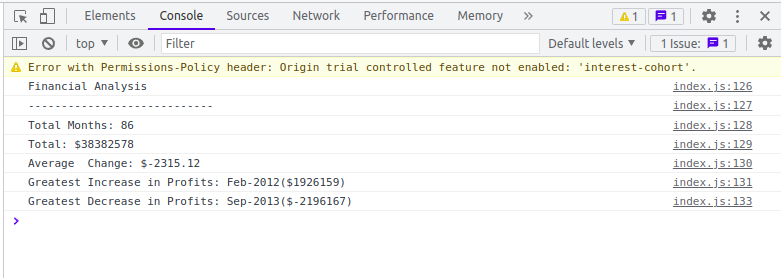 Elements Console Sources Network Performance Memory » 1 1
top ▼ Filter Default levels ▼ 1 Issue: 1
Error with Permissions-Policy header: Origin trial controlled feature not enabled: 'interest-cohort'.
Financial Analysis index.js:126
---------------------------- index.js:127
Total Months: 86 index.js:128
Total: $38382578 index.js:129
Average  Change: $-2315.12 index.js:130
Greatest Increase in Profits: Feb-2012($1926159) index.js:131
Greatest Decrease in Profits: Sep-2013($-2196167) index.js:133